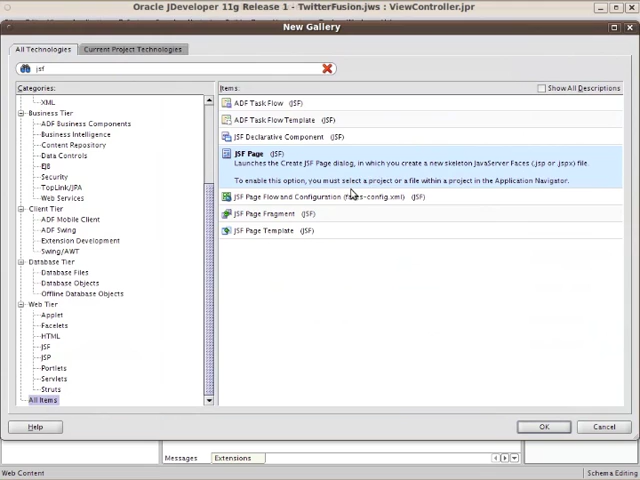 Oracle JDeveloper 11g Release 1 - TwitterFusion.jws : ViewController.jpr
New Gallery
All Technologies
Current Project Technologies
jsf
Categories:
XML
Business Tier
ADF Business Components
Business Intelligence
Content Repository
Data Controls
EJB
Security
TopLink/JPA
Web Services
Client Tier
ADF Mobile Client
ADF Swing
Extension Development
Swing/AWT
Database Tier
Database Files
Database Objects
Offline Database Objects
Web Tier
Applet
Facelets
HTML
JSF
JSP
Portlets
Servlets
Struts
All Items
Items:
Show All Descriptions
ADF Task Flow (JSF)
ADF Task Flow Template (JSF)
JSF Declarative Component (JSF)
JSF Page (JSF)
Launches the Create JSF Page dialog, in which you create a new skeleton JavaServer Faces (.jsp or .jspx) file.
To enable this option, you must select a project or a file within a project in the Application Navigator.
JSF Page Flow and Configuration (faces-config.xml) (JSF)
JSF Page Fragment (JSF)
JSF Page Template (JSF)
Help
OK
Cancel
Messages
Extensions
Web Content
Schema Editing